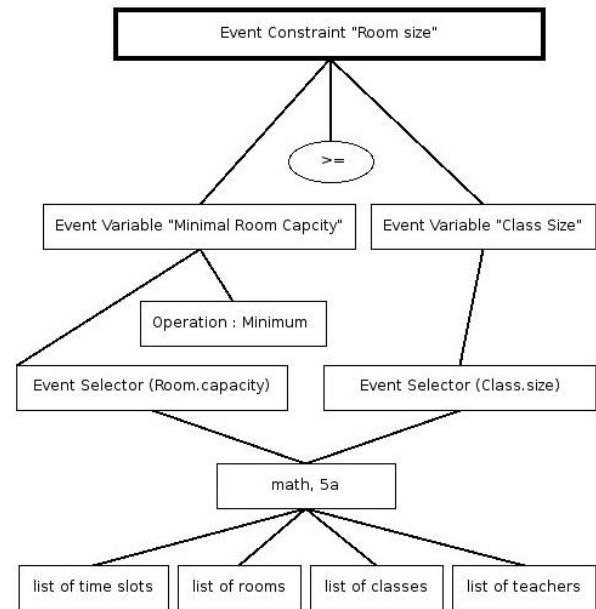 Event Constraint "Room size"
>=
Event Variable "Minimal Room Capcity"
Event Variable "Class Size"
Operation : Minimum
Event Selector (Room.capacity)
Event Selector (Class.size)
math, 5a
list of time slots
list of rooms
list of classes
list of teachers